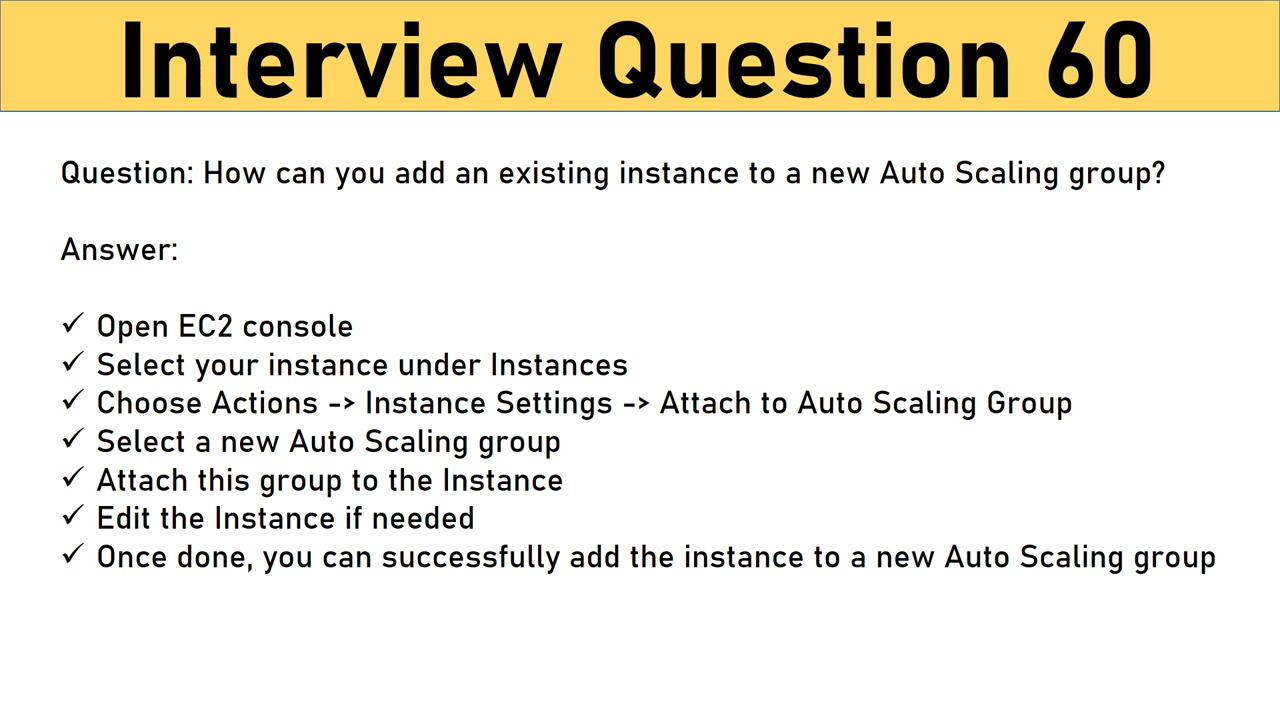 Interview Question 60
Question: How can you add an existing instance to a new Auto Scaling group?
Answer:
✓ Open EC2 console
✓ Select your instance under Instances
✓ Choose Actions -> Instance Settings -> Attach to Auto Scaling Group
✓ Select a new Auto Scaling group
✓ Attach this group to the Instance
✓ Edit the Instance if needed
✓ Once done, you can successfully add the instance to a new Auto Scaling group